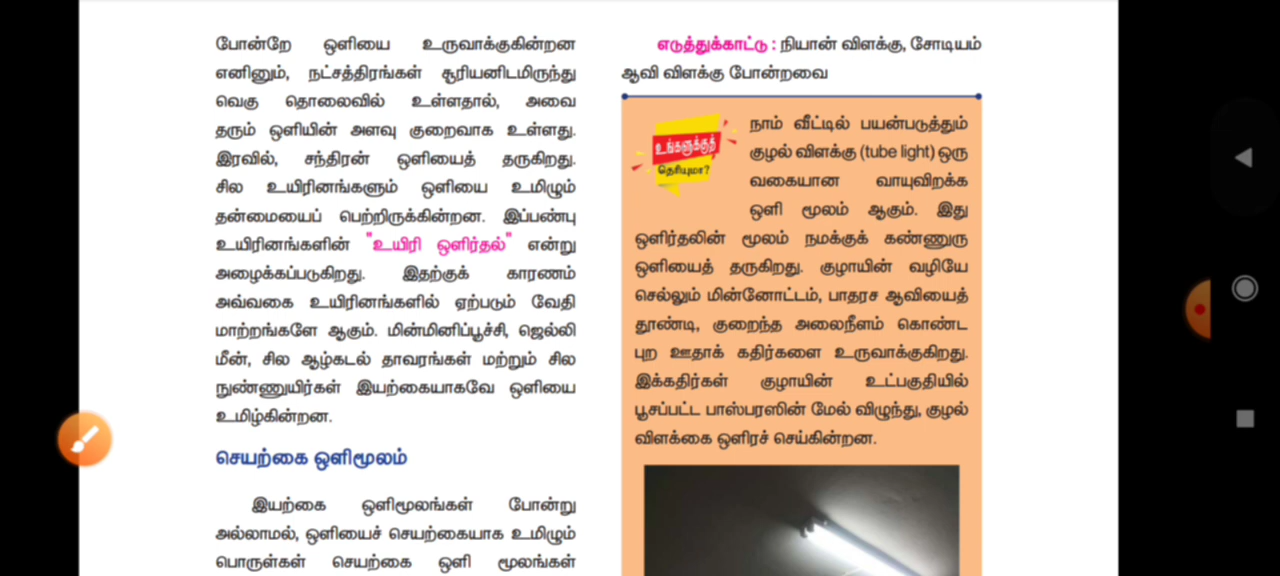 போன்றே ஒளியை உருவாக்குகின்றன
எனினும், நட்சத்திரங்கள் சூரியனிடமிருந்து
வெகு தொலைவில் உள்ளதால், அவை
தரும் ஒளியின் அளவு குறைவாக உள்ளது.
இரவில், சந்திரன் ஒளியைத் தருகிறது.
சில உயிரினங்களும் ஒளியை உமிழும்
தன்மையைப் பெற்றிருக்கின்றன. இப்பண்பு
உயிரினங்களின் "உயிரி ஒளிர்தல்" என்று
அழைக்கப்படுகிறது. இதற்குக் காரணம்
அவ்வகை உயிரினங்களில் ஏற்படும் வேதி
மாற்றங்களே ஆகும். மின்மினிப்பூச்சி, ஜெல்லி
மீன், சில ஆழ்கடல் தாவரங்கள் மற்றும் சில
நுண்ணுயிர்கள் இயற்கையாகவே ஒளியை
உமிழ்கின்றன.
செயற்கை ஒளிமூலம்
இயற்கை ஒளிமூலங்கள் போன்று
அல்லாமல், ஒளியைச் செயற்கையாக உமிழும்
பொருள்கள் செயற்கை ஒளி மூலங்கள்
எடுத்துக்காட்டு : நியான் விளக்கு, சோடியம்
ஆவி விளக்கு போன்றவை
உங்களுக்குத்
தெரியுமா?
நாம் வீட்டில் பயன்படுத்தும்
குழல் விளக்கு (tube light) ஒரு
வகையான வாயுவிறக்க
ஒளி மூலம் ஆகும். இது
ஒளிர்தலின் மூலம் நமக்குக் கண்ணுரு
ஒளியைத் தருகிறது. குழாயின் வழியே
செல்லும் மின்னோட்டம், பாதரச ஆவியைத்
தூண்டி, குறைந்த அலைநீளம் கொண்ட
புற ஊதாக் கதிர்களை உருவாக்குகிறது.
இக்கதிர்கள் குழாயின் உட்பகுதியில்
பூசப்பட்ட பாஸ்பரஸின் மேல் விழுந்து, குழல்
விளக்கை ஒளிரச் செய்கின்றன.